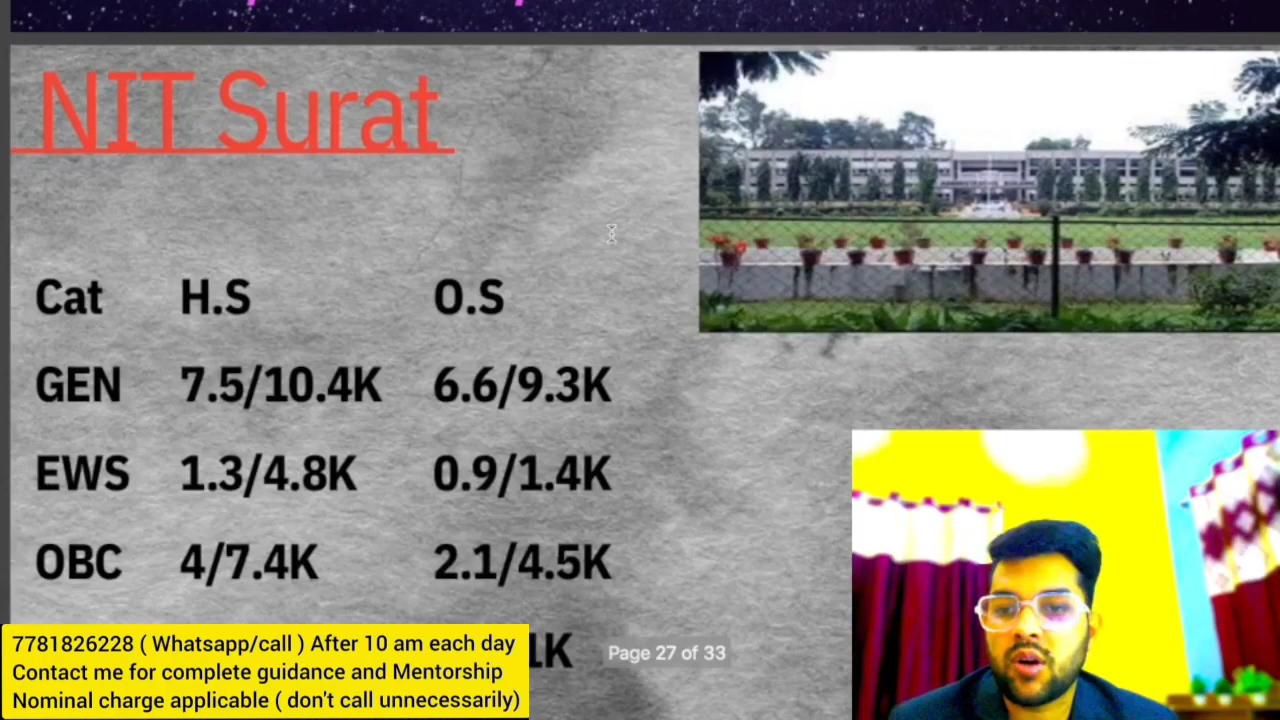 NIT Surat
Cat H.S O.S
GEN 7.5/10.4K 6.6/9.3K
EWS 1.3/4.8K 0.9/1.4K
OBC 4/7.4K 2.1/4.5K
1K
Page 27 of 33
7781826228 ( Whatsapp/call ) After 10 am each day
Contact me for complete guidance and Mentorship
Nominal charge applicable ( don't call unnecessarily)